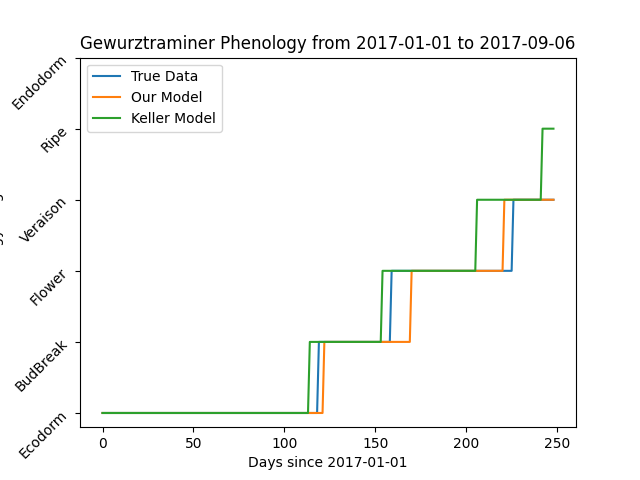 Gewurztraminer Phenology from 2017-01-01 to 2017-09-06
True Data
Our Model
Keller Model
Endodorm
Ripe
Veraison
Flower
BudBreak
Ecodorm
0 50 100 150 200 250
Days since 2017-01-01